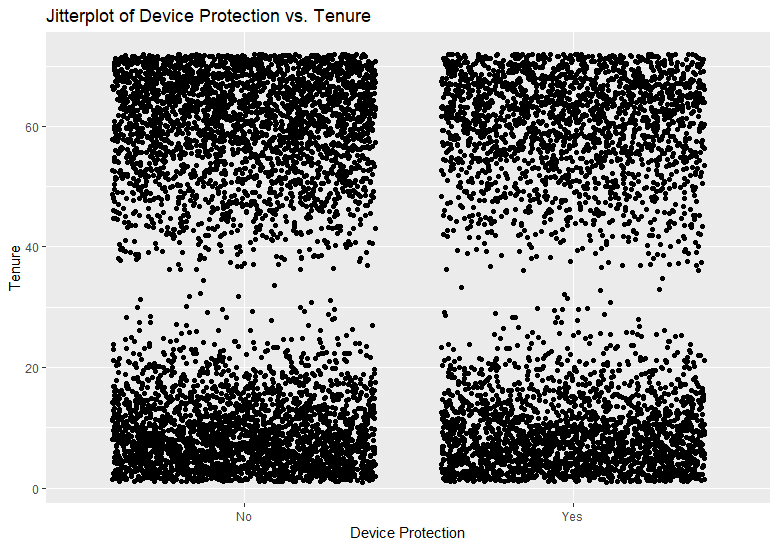 Jitterplot of Device Protection vs. Tenure
Tenure
60
40
20
0
No
Yes
Device Protection